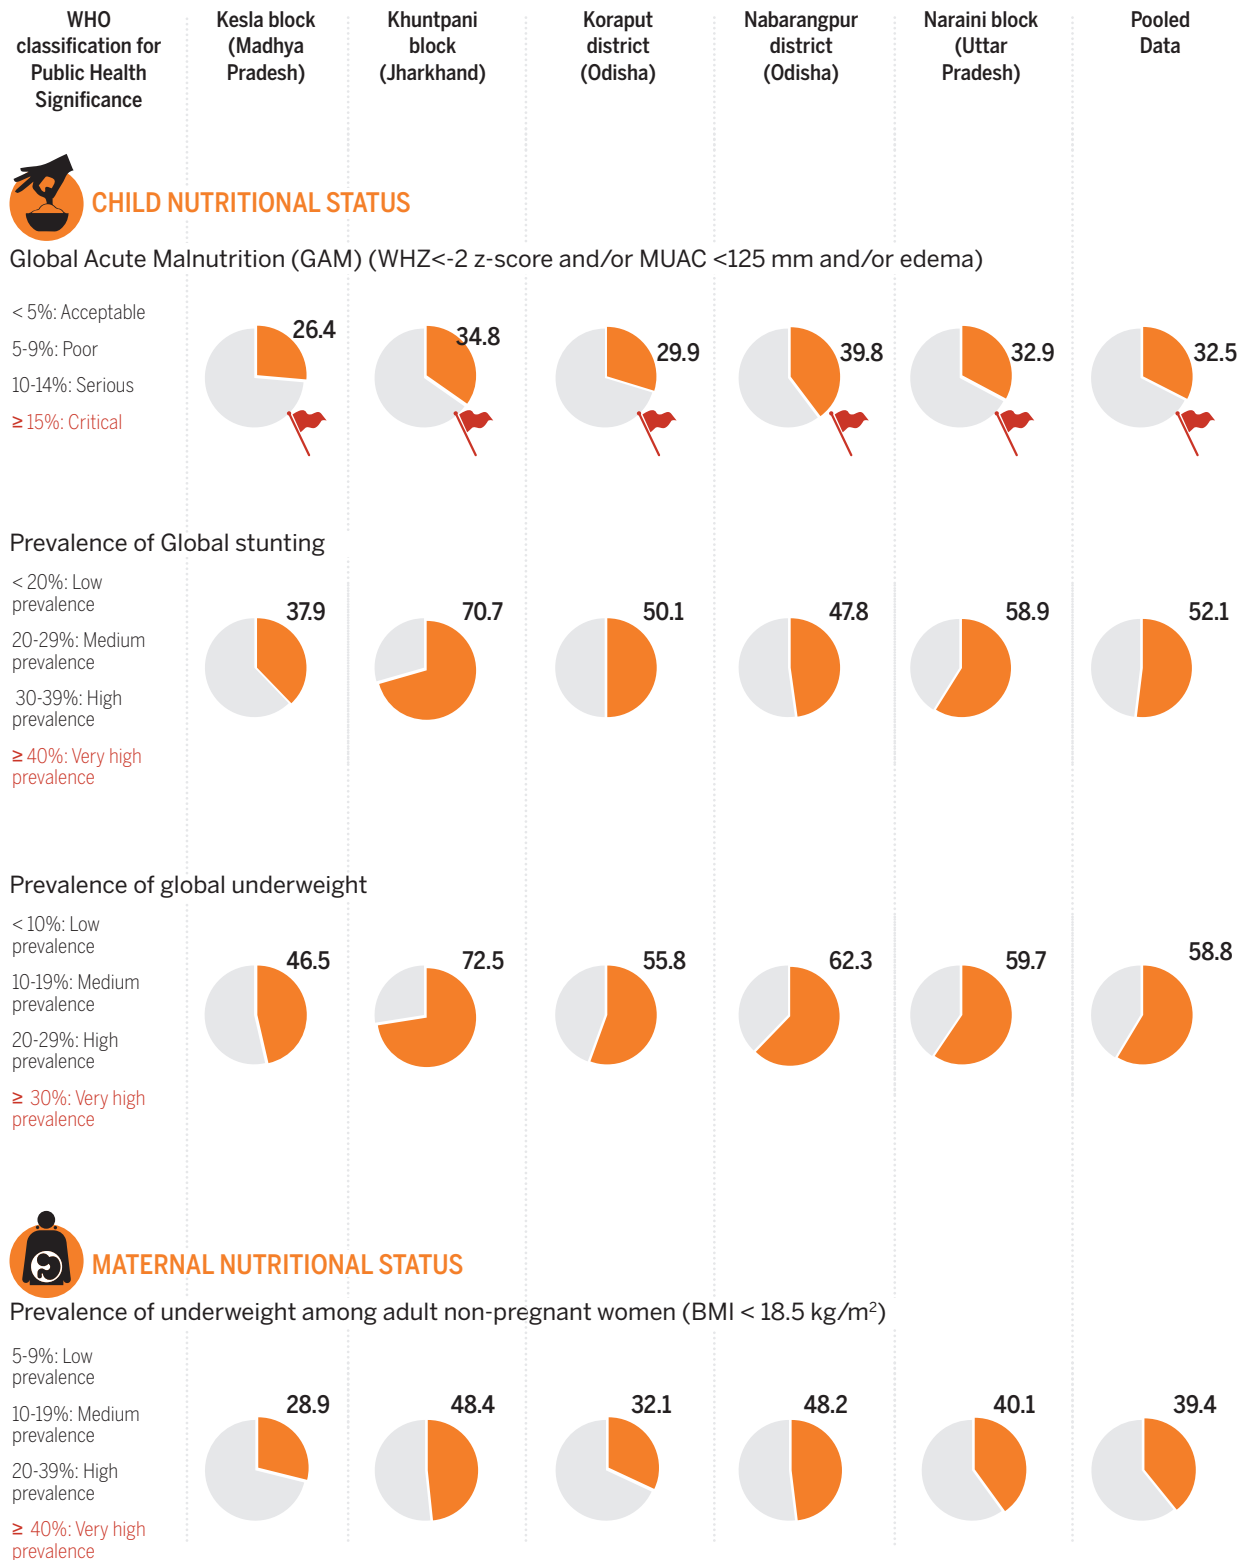 WHO
classification for
Public Health
Significance
Kesla block
(Madhya
Pradesh)
Khuntpani
block
(Jharkhand)
Koraput
district
(Odisha)
Nabarangpur
district
(Odisha)
Naraini block
(Uttar
Pradesh)
Pooled
Data
CHILD NUTRITIONAL STATUS
Global Acute Malnutrition (GAM) (WHZ<-2 z-score and/or MUAC <125 mm and/or edema)
< 5%: Acceptable
5-9%: Poor
10-14%: Serious
≥ 15%: Critical
26.4
34.8
29.9
39.8
32.9
32.5
Prevalence of Global stunting
< 20%: Low
prevalence
20-29%: Medium
prevalence
30-39%: High
prevalence
≥ 40%: Very high
prevalence
37.9
70.7
50.1
47.8
58.9
52.1
Prevalence of global underweight
< 10%: Low
prevalence
10-19%: Medium
prevalence
20-29%: High
prevalence
≥ 30%: Very high
prevalence
46.5
72.5
55.8
62.3
59.7
58.8
MATERNAL NUTRITIONAL STATUS
Prevalence of underweight among adult non-pregnant women (BMI < 18.5 kg/m²)
5-9%: Low
prevalence
10-19%: Medium
prevalence
20-39%: High
prevalence
≥ 40%: Very high
prevalence
28.9
48.4
32.1
48.2
40.1
39.4